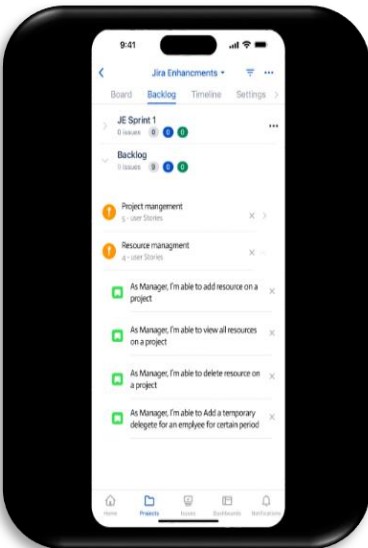 9:41
Jira Enhancments
Board Backlog Timeline Settings
JE Sprint 1
0 issues 0 0 0
Backlog
9 issues 9 0 0
Project mangement
5 - user Stories
Resource managment
4 - user Stories
As Manager, I'm able to add resource on a
project
As Manager, I'm able to view all resources
on a project
As Manager, I'm able to delete resource on
a project
As Manager, I'm able to Add a temporary
delegete for an emplyee for certain period
Home Projects Issues Dashboards Notifications